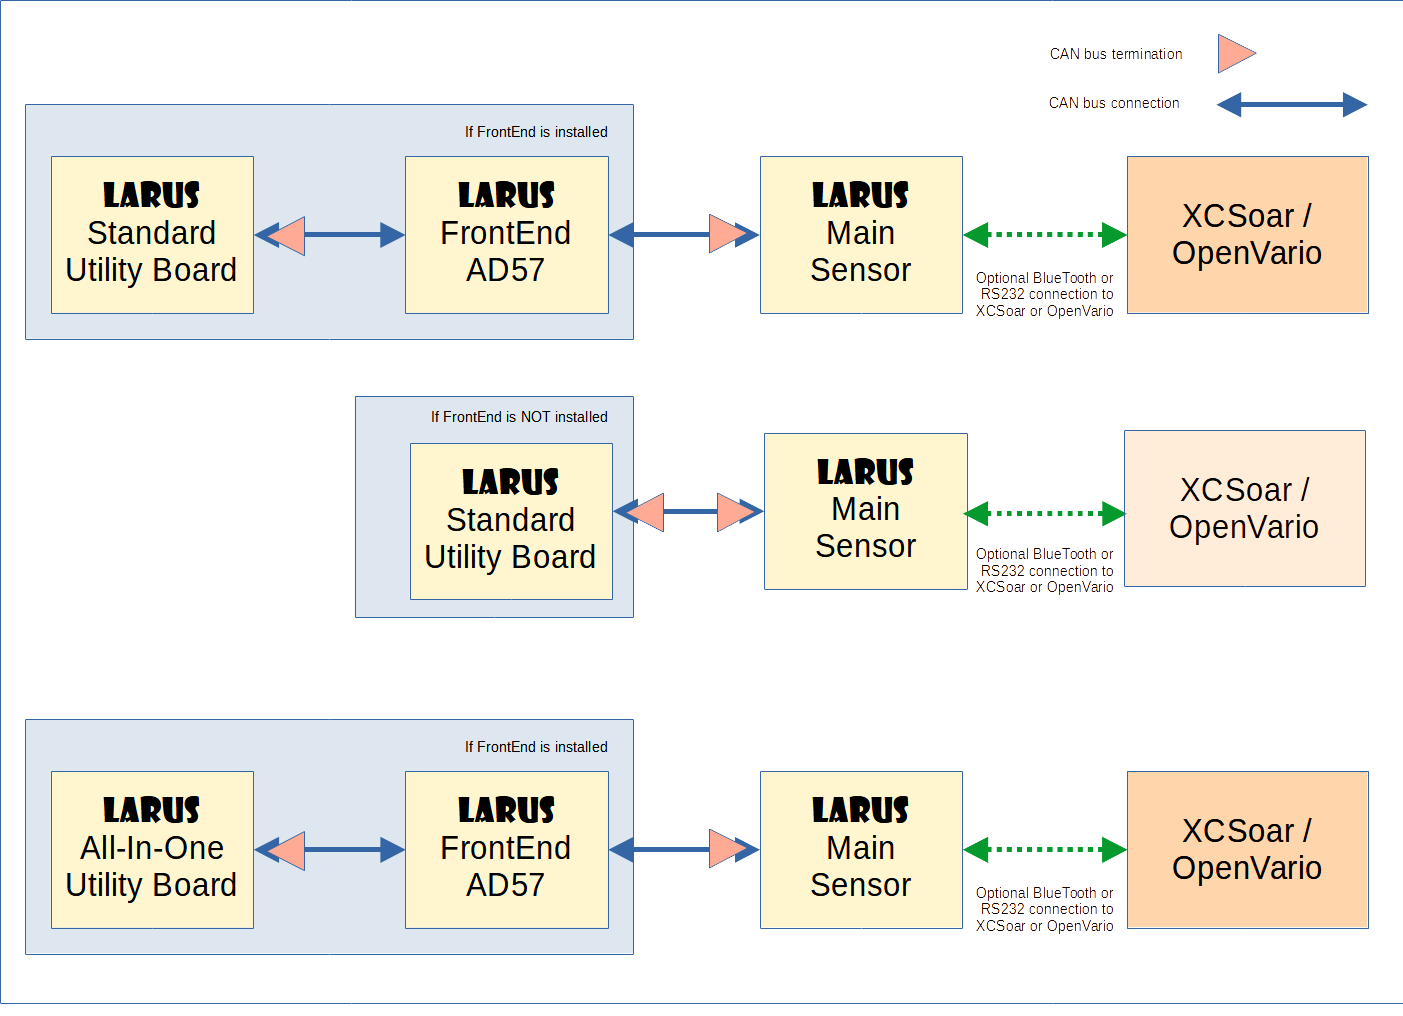 CAN bus termination
CAN bus connection
If FrontEnd is installed
LARUS
Standard
Utility Board
LARUS
FrontEnd
AD57
LARUS
Main
Sensor
Optional BlueTooth or
RS232 connection to
XCSoar or OpenVario
XCSoar /
OpenVario
If FrontEnd is NOT installed
LARUS
Standard
Utility Board
LARUS
Main
Sensor
Optional BlueTooth or
RS232 connection to
XCSoar or OpenVario
XCSoar /
OpenVario
If FrontEnd is installed
LARUS
All-In-One
Utility Board
LARUS
FrontEnd
AD57
LARUS
Main
Sensor
Optional BlueTooth or
RS232 connection to
XCSoar or OpenVario
XCSoar /
OpenVario